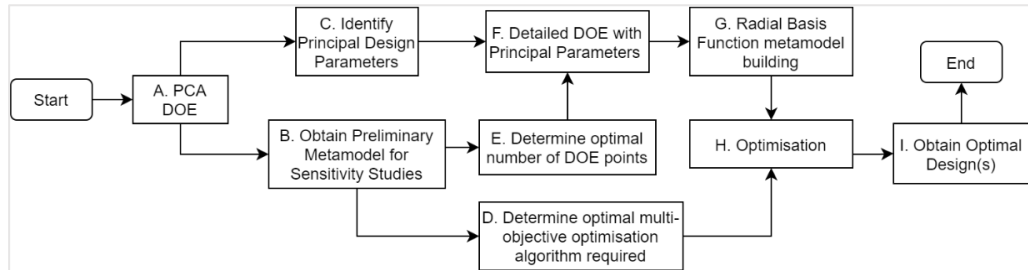 Start
A. PCA
DOE
C. Identify
Principal Design
Parameters
B. Obtain Preliminary
Metamodel for
Sensitivity Studies
F. Detailed DOE with
Principal Parameters
E. Determine optimal
number of DOE points
D. Determine optimal multi-
objective optimisation
algorithm required
G. Radial Basis
Function metamodel
building
H. Optimisation
I. Obtain Optimal
Design(s)
End